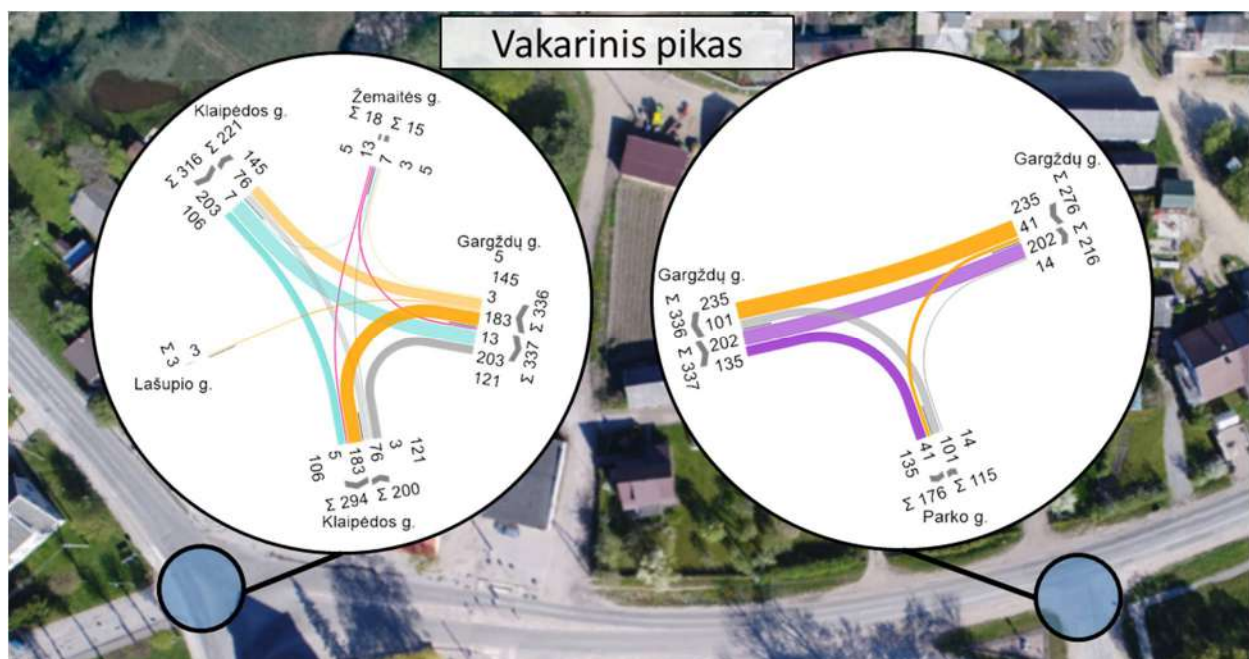 Vakarinis pikas
Klaipėdos g.
Σ 316 Σ 221
106 203 7 76 145
Žemaitės g.
Σ 18 Σ 15
5 13 7 3 5
Gargždų g.
5
145
3
183
13
203
121
Σ 336
Σ 337
Σ 3
3
Lašupio g.
106 5 183 76 3 121
Σ 294 Σ 200
Klaipėdos g.
Gargždų g.
235
41
202
14
Σ 276
Σ 216
Gargždų g.
235
101
202
135
Σ 336
Σ 337
135 41 101 14
Σ 176 Σ 115
Parko g.